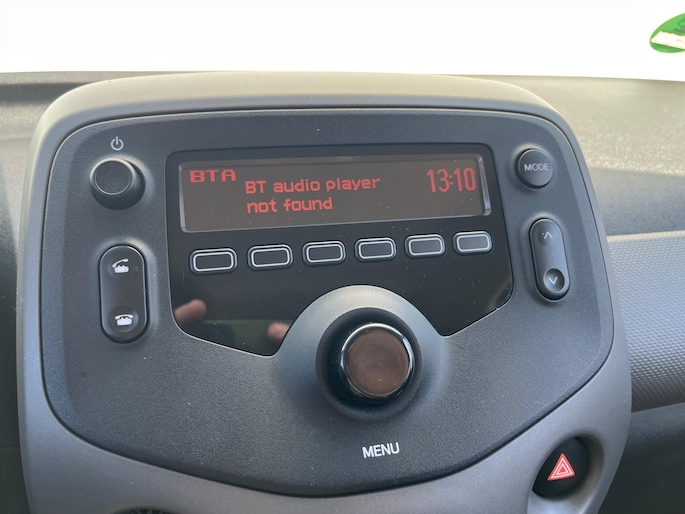 BTA
BT audio player
not found
13:10
MODE
MENU